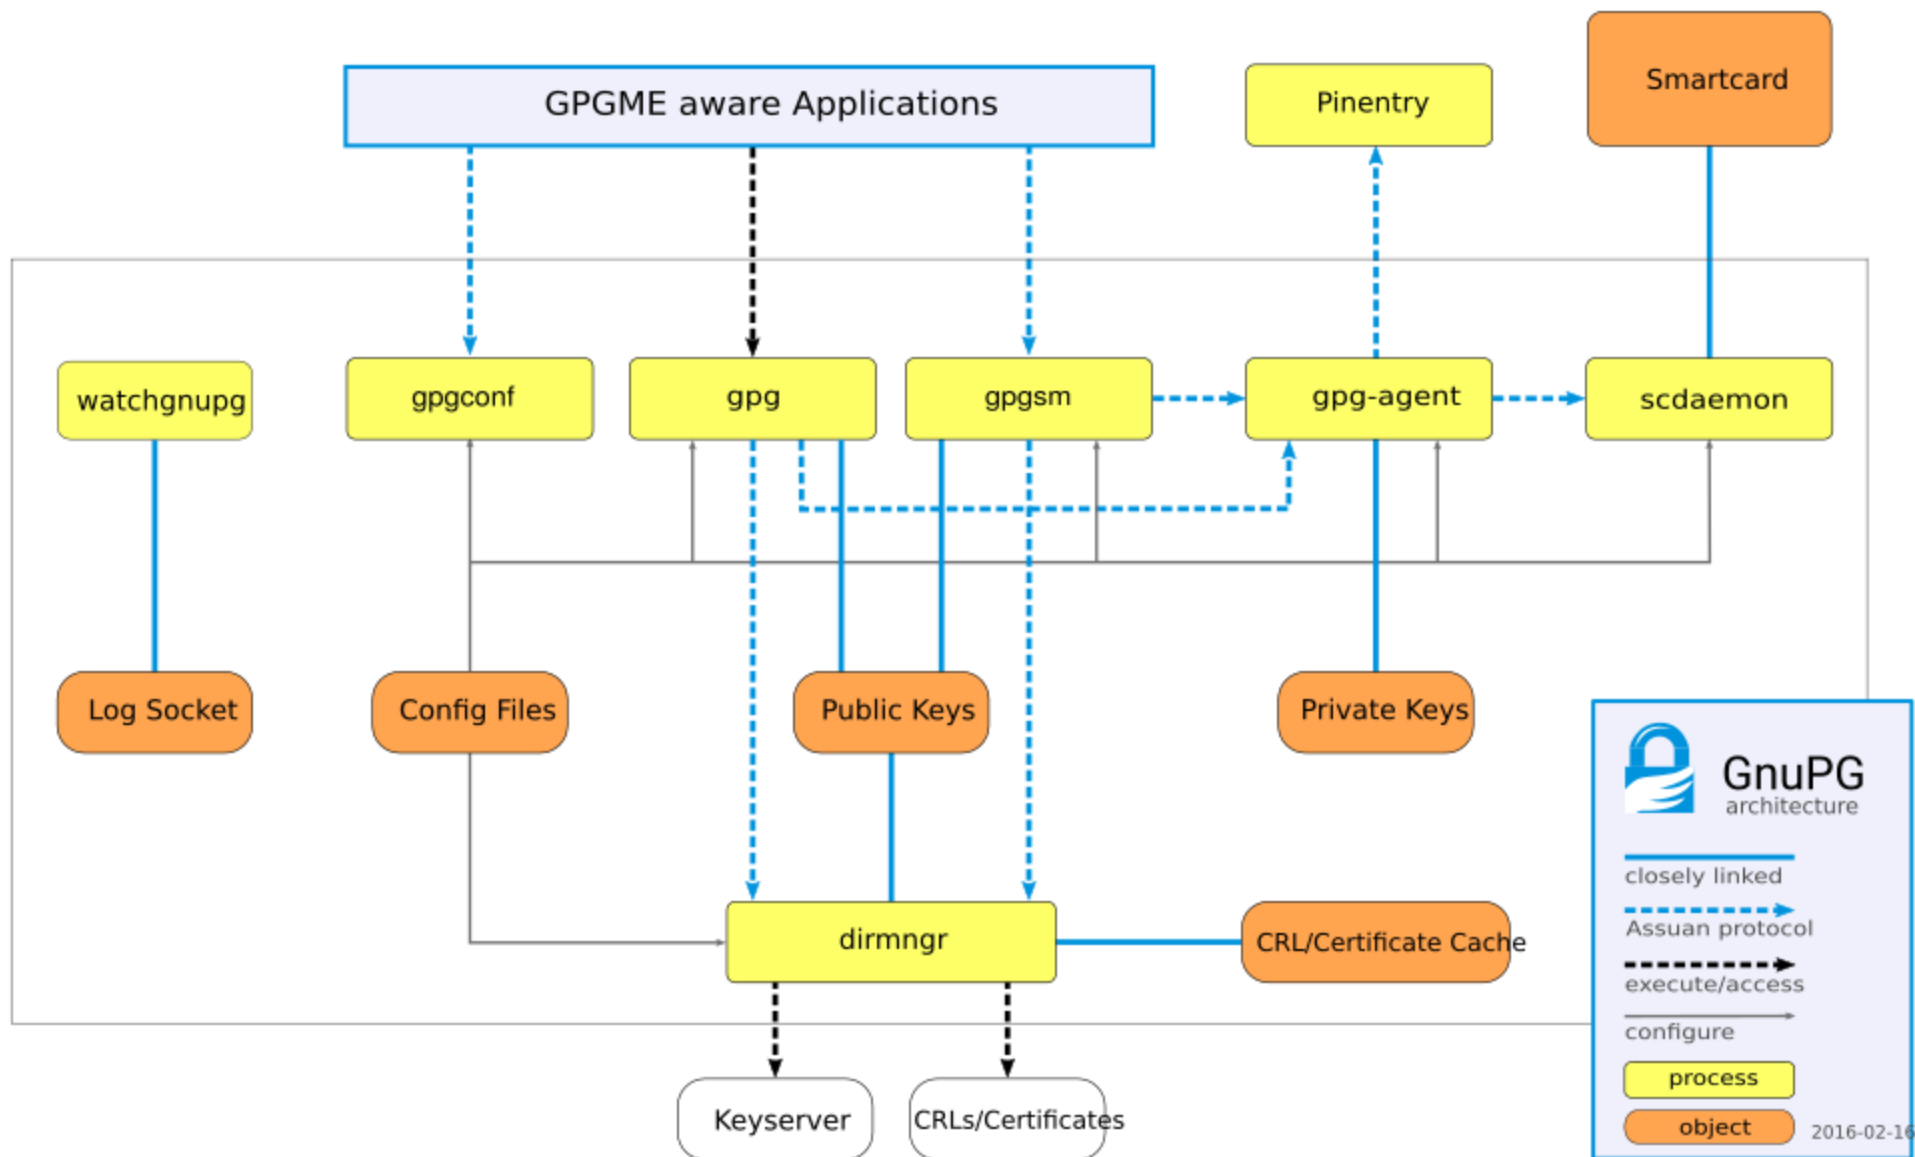 GPGME aware Applications
Pinentry
Smartcard
watchgnupg
gpgconf
gpg
gpgsm
gpg-agent
scdaemon
Log Socket
Config Files
Public Keys
Private Keys
dirmngr
CRL/Certificate Cache
Keyserver
CRLs/Certificates
GnuPG
architecture
closely linked
Assuan protocol
execute/access
configure
process
object
2016-02-16